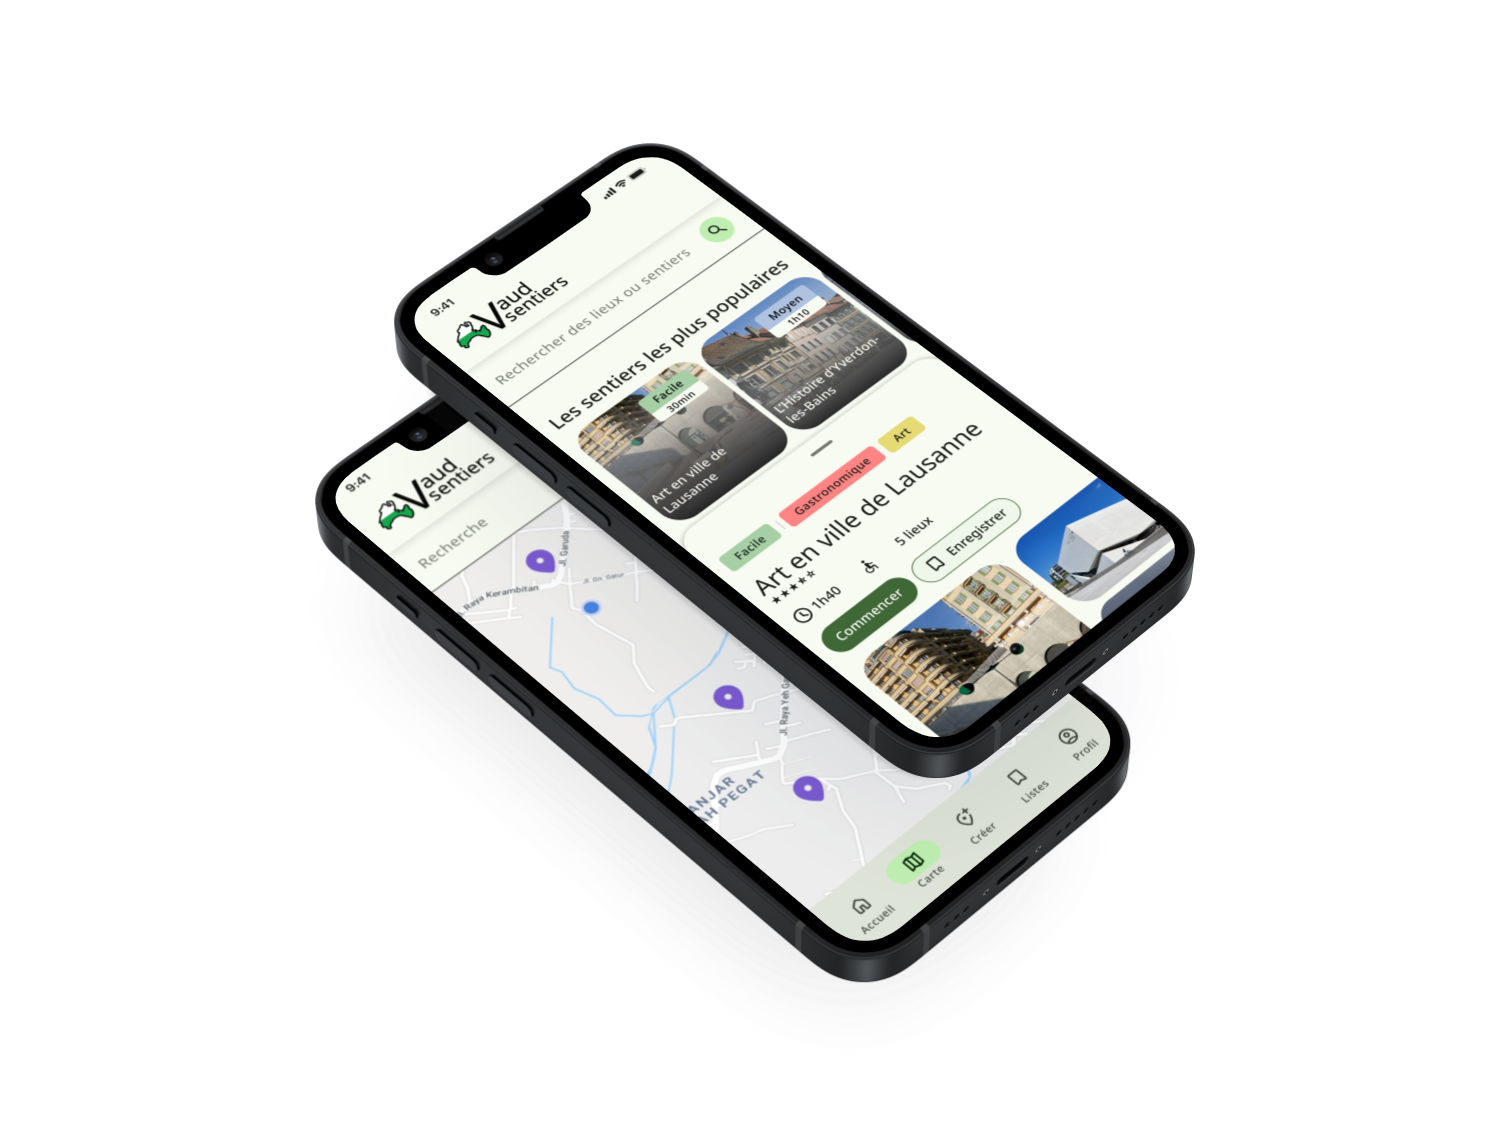 9:41
Vaud
sentiers
Rechercher des lieux ou sentiers
Les sentiers les plus populaires
Facile
30min
Art en ville de
Lausanne
Moyen
1h10
L'Histoire d'Yverdon-
les-Bains
Facile
Gastronomique
Art
Art en ville de Lausanne
1h40
5 lieux
Commencer
Enregistrer
9:41
Vaud
sentiers
Recherche
Jl. Garuda
l. Raya Kerambitan
Jl. Gn. Gatur
Jl. Raya Yeh G
ANJAR
AH PEGAT
Accueil
Carte
Créer
Listes
Profil